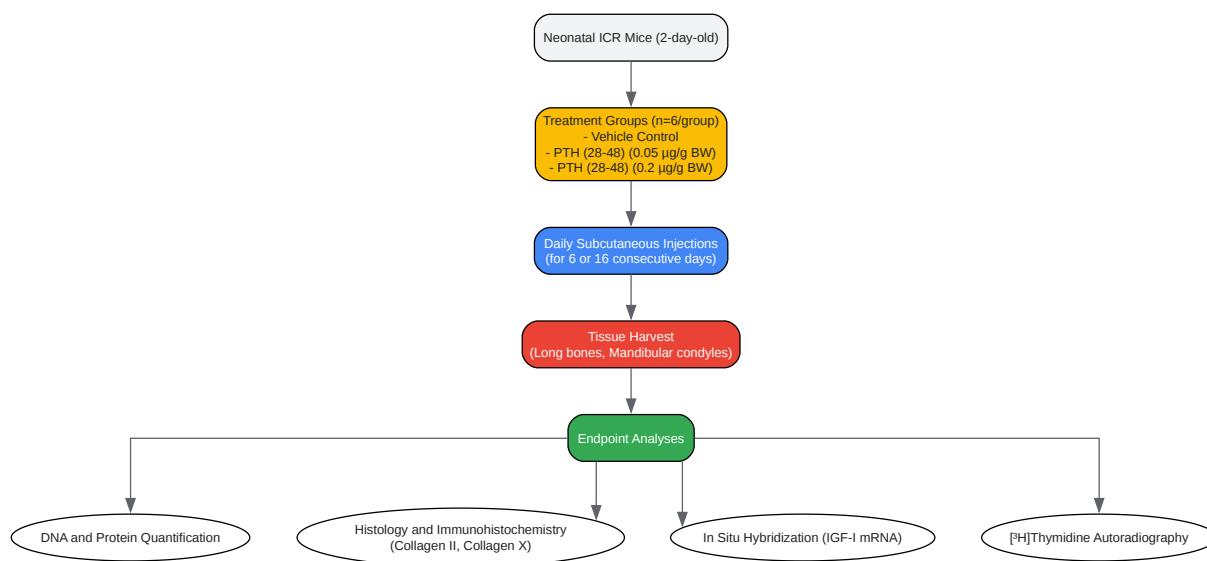 Neonatal ICR Mice (2-day-old)
Treatment Groups (n=6/group)
- Vehicle Control
- PTH (28-48) (0.05 µg/g BW)
- PTH (28-48) (0.2 µg/g BW)
Daily Subcutaneous Injections
(for 6 or 16 consecutive days)
Tissue Harvest
(Long bones, Mandibular condyles)
Endpoint Analyses
DNA and Protein Quantification
Histology and Immunohistochemistry
(Collagen II, Collagen X)
In Situ Hybridization (IGF-I mRNA)
[³H]Thymidine Autoradiography